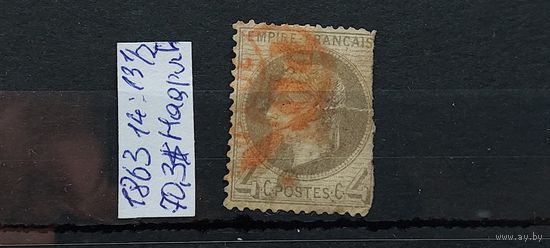 1863 14:13½
70,3$ Надрыв
EMPIRE FRANÇAIS
4 C POSTES C 4
www.ay.by